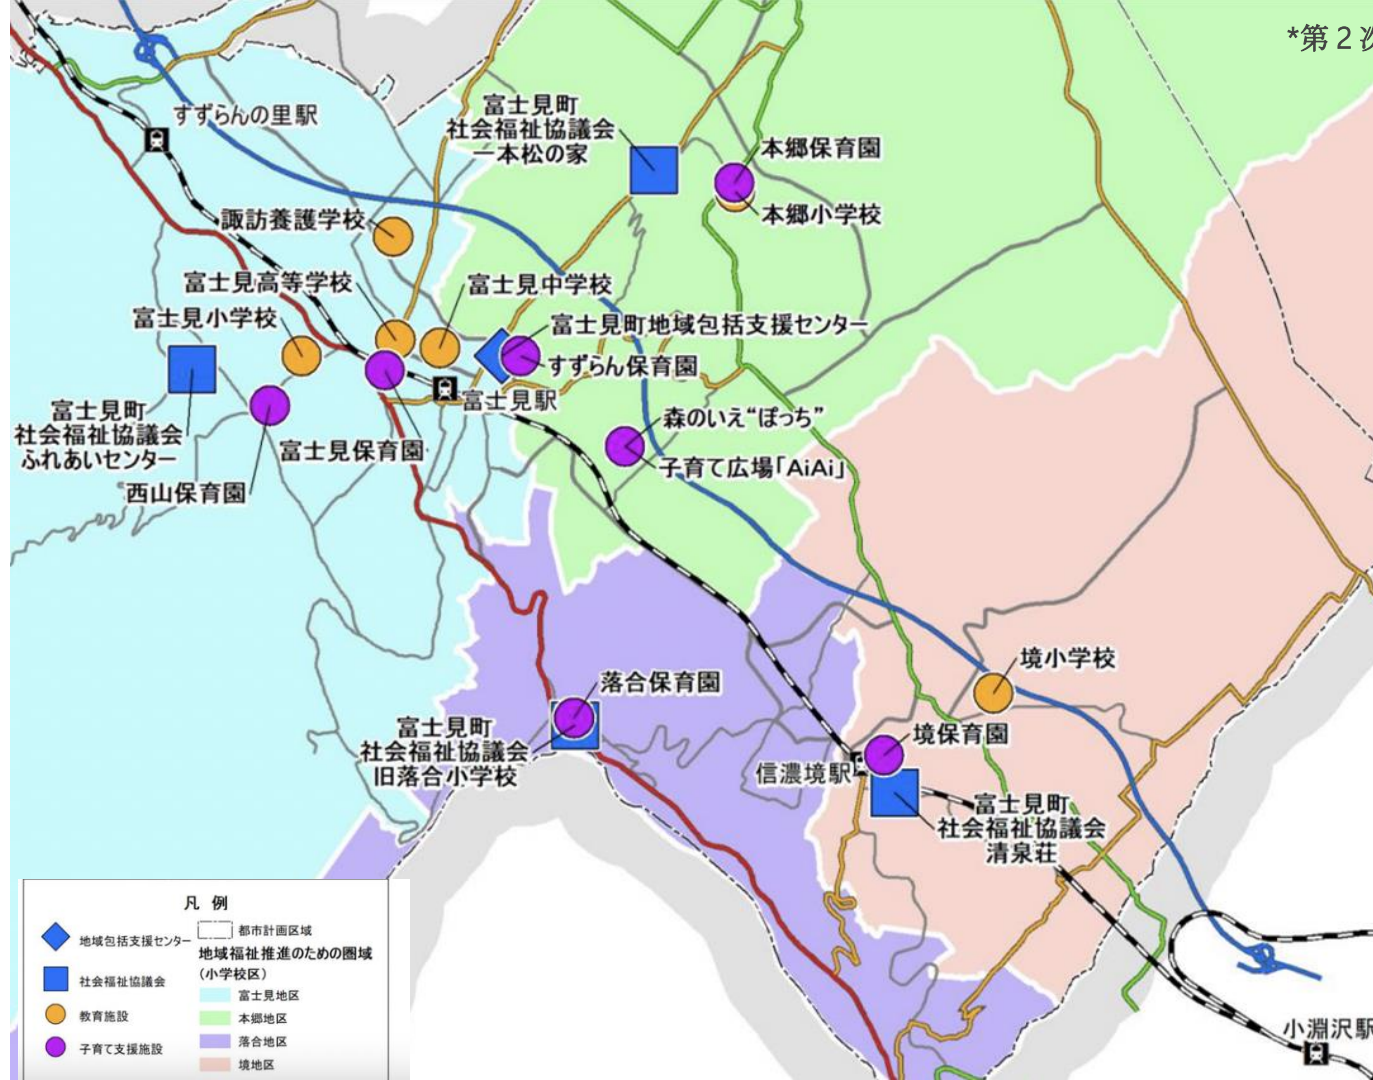 *第２次
すずらんの里駅
富士見町
社会福祉協議会
一本松の家
本郷保育園
本郷小学校
諏訪養護学校
富士見高等学校
富士見中学校
富士見小学校
富士見町地域包括支援センター
すずらん保育園
富士見駅
富士見町
社会福祉協議会
ふれあいセンター
富士見保育園
西山保育園
森のいえ“ぽっち”
子育て広場「AiAi」
落合保育園
富士見町
社会福祉協議会
旧落合小学校
境小学校
境保育園
信濃境駅
富士見町
社会福祉協議会
清泉荘
小淵沢駅
凡 例
地域包括支援センター
社会福祉協議会
教育施設
子育て支援施設
都市計画区域
地域福祉推進のための圏域
(小学校区)
富士見地区
本郷地区
落合地区
境地区